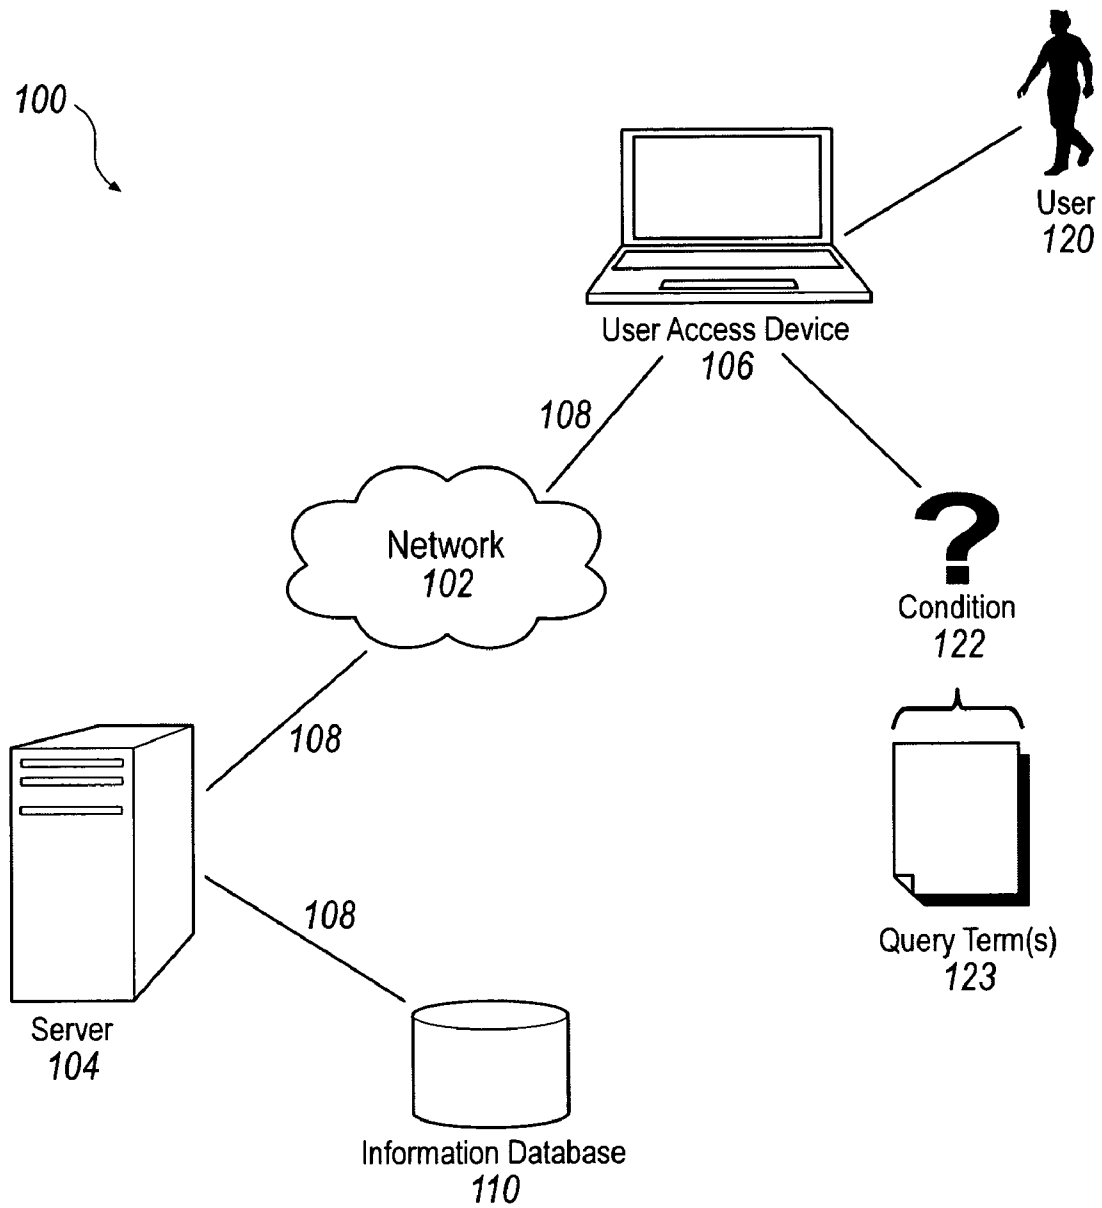 100
User
120
User Access Device
106
108
Network
102
Condition
122
108
Query Term(s)
123
108
Server
104
Information Database
110